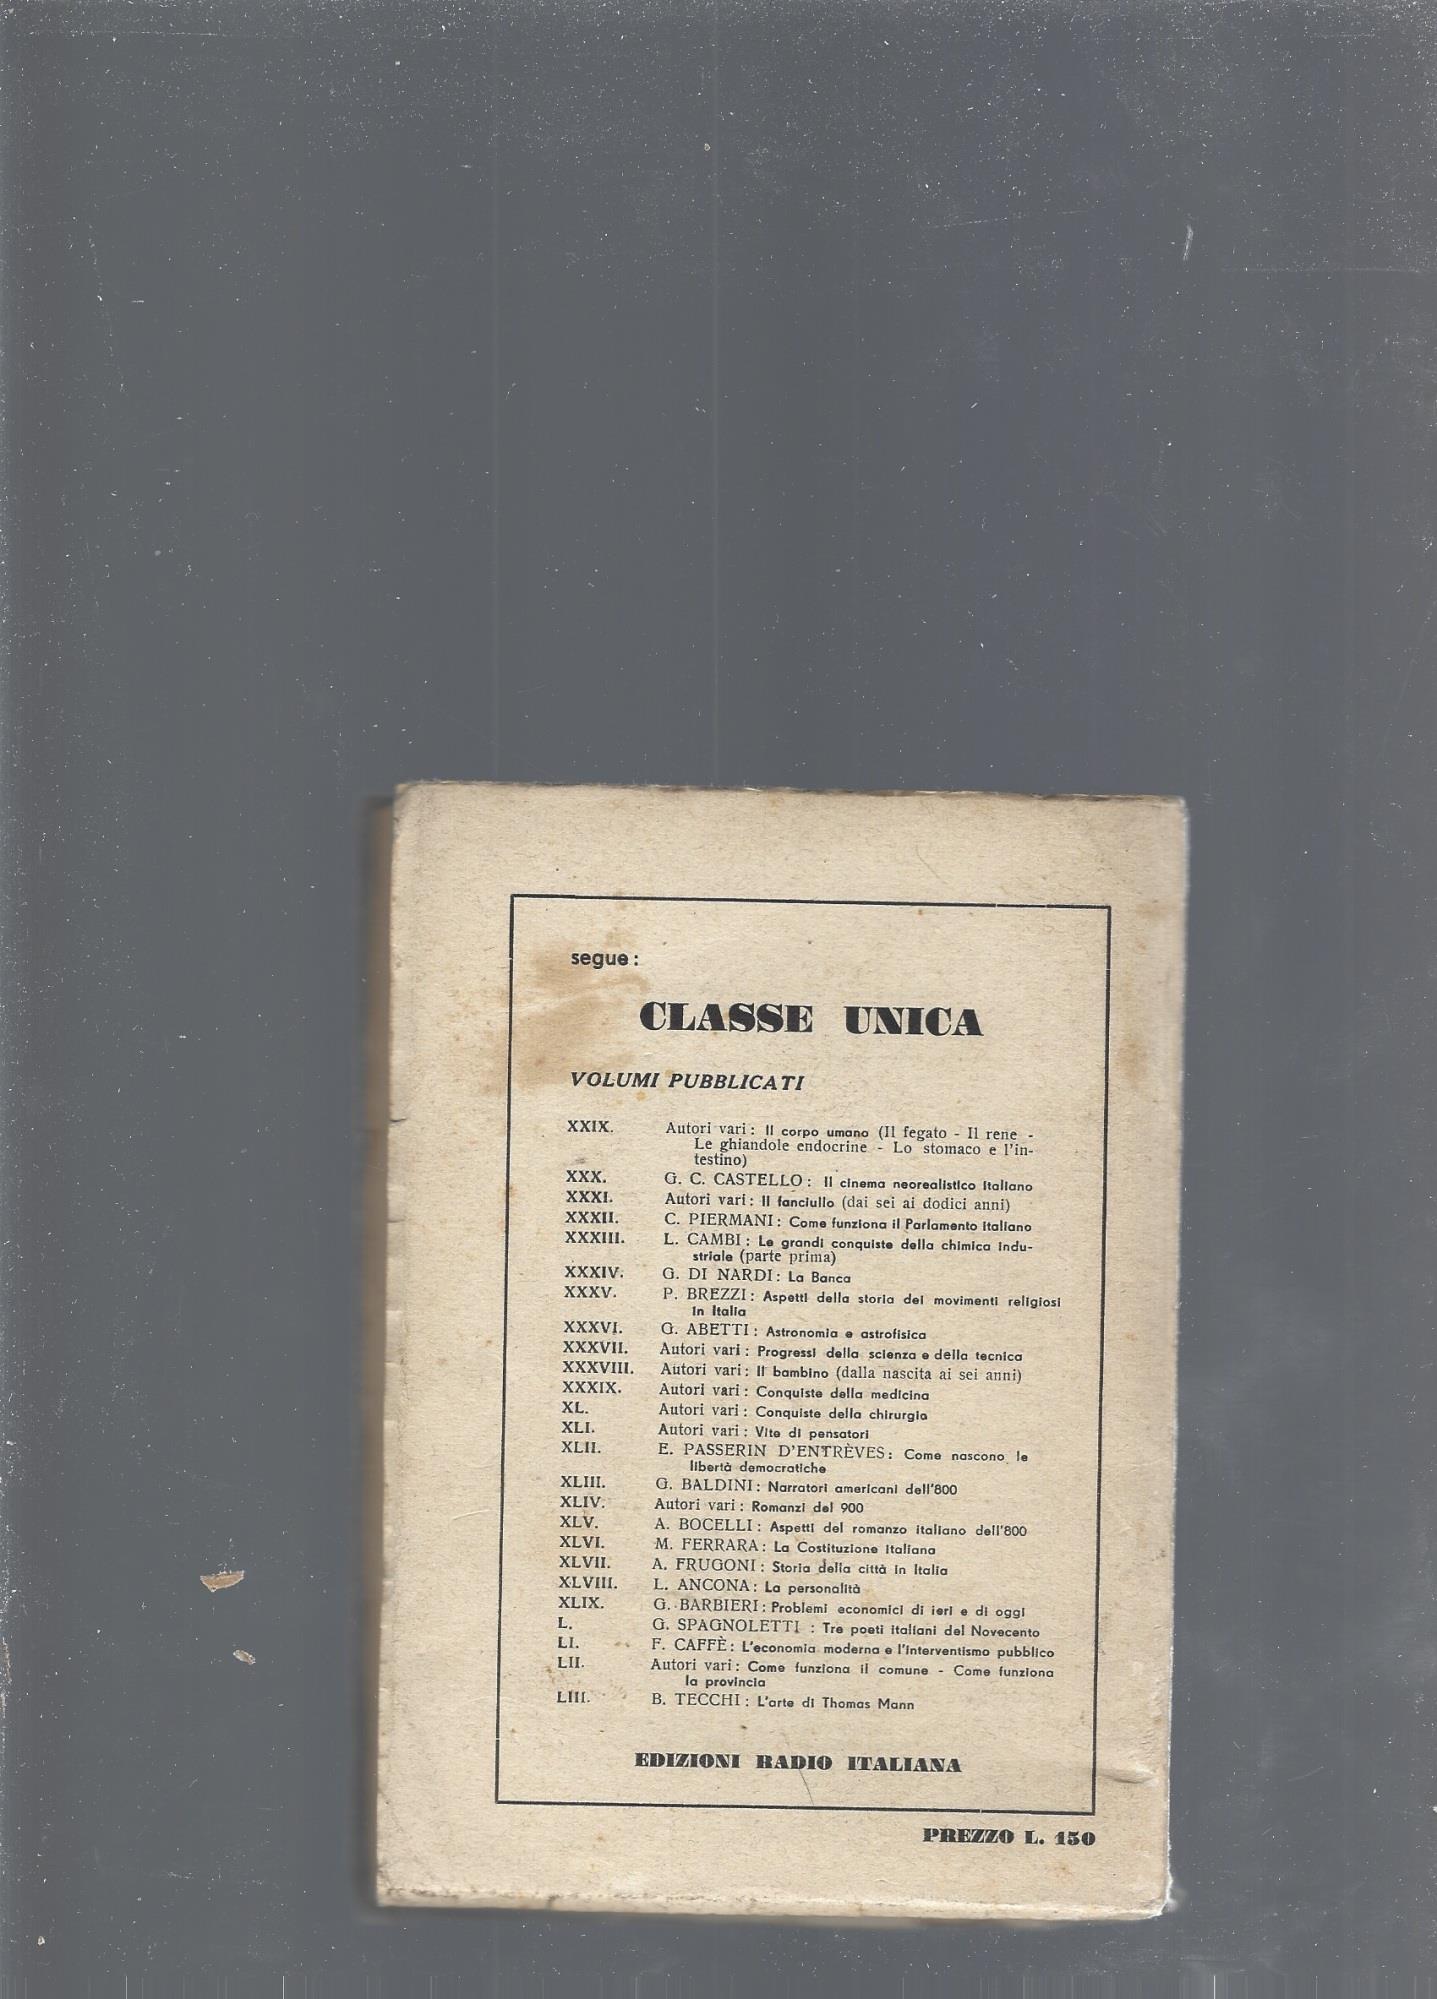 segue:
CLASSE UNICA
VOLUMI PUBBLICATI
XXIX. Autori vari: Il corpo umano (Il fegato - Il rene -
Le ghiandole endocrine - Lo stomaco e l'in-
testino)
XXX. G. C. CASTELLO: Il cinema neorealistico italiano
XXXI. Autori vari: Il fanciullo (dai sei ai dodici anni)
XXXII. C. PIERMANI: Come funziona il Parlamento italiano
XXXIII. L. CAMBI: Le grandi conquiste della chimica indu-
striale (parte prima)
XXXIV. G. DI NARDI: La Banca
XXXV. P. BREZZI: Aspetti della storia dei movimenti religiosi
in Italia
XXXVI. G. ABETTI: Astronomia e astrofisica
XXXVII. Autori vari: Progressi della scienza e della tecnica
XXXVIII. Autori vari: Il bambino (dalla nascita ai sei anni)
XXXIX. Autori vari: Conquiste della medicina
XL. Autori vari: Conquiste della chirurgia
XLI. Autori vari: Vite di pensatori
XLII. E. PASSERIN D'ENTRÈVES: Come nascono le
libertà democratiche
XLIII. G. BALDINI: Narratori americani dell'800
XLIV. Autori vari: Romanzi del 900
XLV. A. BOCELLI: Aspetti del romanzo italiano dell'800
XLVI. M. FERRARA: La Costituzione italiana
XLVII. A. FRUGONI: Storia della città in Italia
XLVIII. L. ANCONA: La personalità
XLIX. G. BARBIERI: Problemi economici di ieri e di oggi
L. G. SPAGNOLETTI : Tre poeti italiani del Novecento
LI. F. CAFFÈ: L'economia moderna e l'interventismo pubblico
LII. Autori vari: Come funziona il comune - Come funziona
la provincia
LIII. B. TECCHI: L'arte di Thomas Mann
EDIZIONI RADIO ITALIANA
PREZZO L. 150